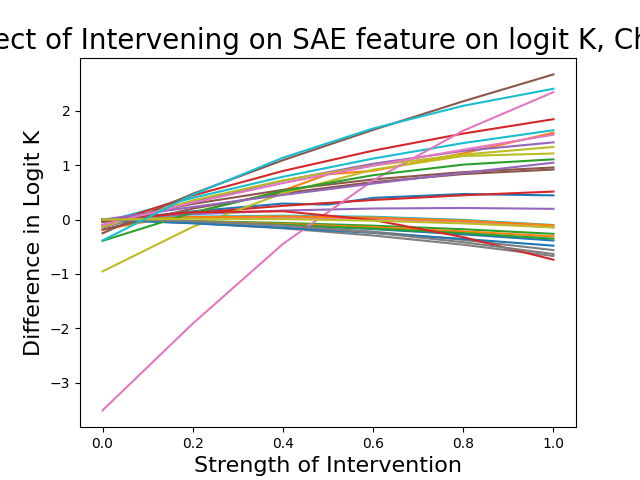 ect of Intervening on SAE feature on logit K, Ch
Difference in Logit K
2
1
0
−1
−2
−3
0.0 0.2 0.4 0.6 0.8 1.0
Strength of Intervention